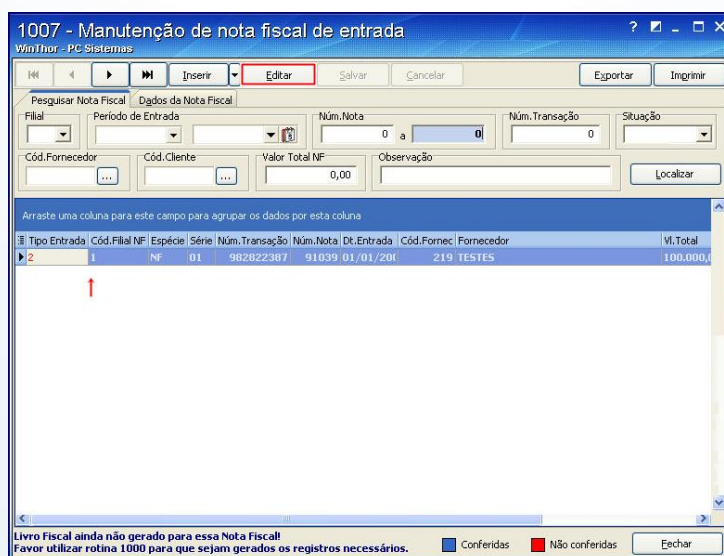 1007 - Manutenção de nota fiscal de entrada
WinThor - PC Sistemas
Inserir Editar Salvar Cancelar Exportar Imprimir
Pesquisar Nota Fiscal Dados da Nota Fiscal
Filial Período de Entrada Núm.Nota Núm.Transação Situação
0 a 0 0
Cód.Fornecedor Cód.Cliente Valor Total NF Observação
... ... 0,00 Localizar
Arraste uma coluna para este campo para agrupar os dados por esta coluna
Tipo Entrada Cód.Filial NF Espécie Série Núm.Transação Núm.Nota Dt.Entrada Cód.Fornec Fornecedor Vl.Total
2 1 NF 01 982822387 91039 01/01/20 219 TESTES 100.000,
Livro Fiscal ainda não gerado para essa Nota Fiscal!
Favor utilizar rotina 1000 para que sejam gerados os registros necessários.
Conferidas Não conferidas Fechar